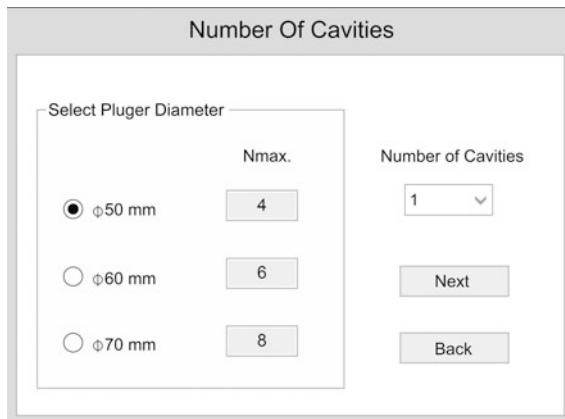 Number Of Cavities
Select Pluger Diameter
Nmax.
Number of Cavities
Φ50 mm
4
1
Φ60 mm
6
Next
Φ70 mm
8
Back